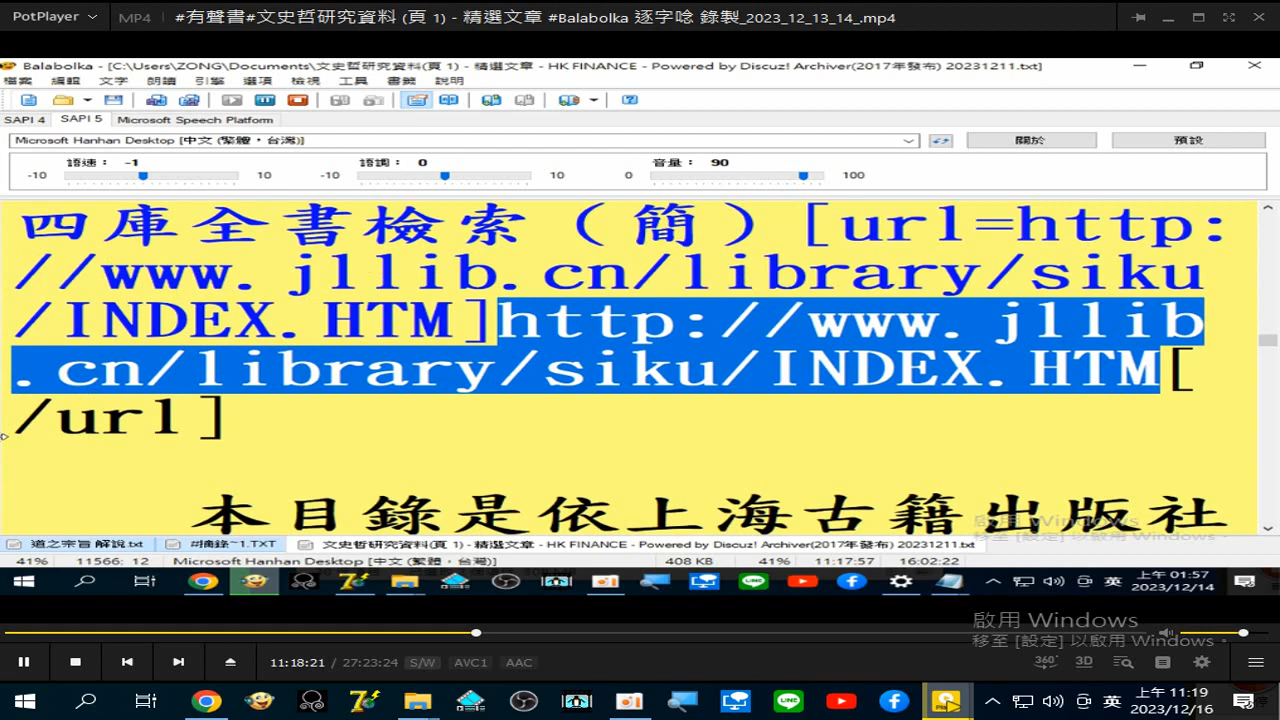 PotPlayer MP4 #有聲書#文史哲研究資料 (頁 1) - 精選文章 #Balabolka 逐字唸 錄製_2023_12_13_14_.mp4
Balabolka - [C:\Users\ZONG\Documents\文史哲研究資料(頁 1) - 精選文章 - HK FINANCE - Powered by Discuz! Archiver(2017年發布) 20231211.txt]
檔案 編輯 文字 朗讀 引擎 選項 檢視 工具 書籤 說明
SAPI 4 SAPI 5 Microsoft Speech Platform
Microsoft Hanhan Desktop [中文 (繁體，台灣)] 關於 預設
語速： -1 語調： 0 音量： 90
-10 10 -10 10 0 100
四庫全書檢索（簡）[url=http:
//www.jllib.cn/library/siku
/INDEX.HTM]http://www.jllib
.cn/library/siku/INDEX.HTM[
/url]
本目錄是依上海古籍出版社
啟用 Windows
移至 [設定] 以啟用 Windows。
道之宗旨 解說.txt #摘錄~1.TXT 文史哲研究資料(頁 1) - 精選文章 - HK FINANCE - Powered by Discuz! Archiver(2017年發布) 20231211.txt
41% 11566: 12 Microsoft Hanhan Desktop [中文 (繁體，台灣)] 408 KB 41% 11:17:57 16:02:22
英 上午 01:57
2023/12/14
啟用 Windows
移至 [設定] 以啟用 Windows。
11:18:21 / 27:23:24 S/W AVC1 AAC 360° 3D
英 上午 11:19
2023/12/16